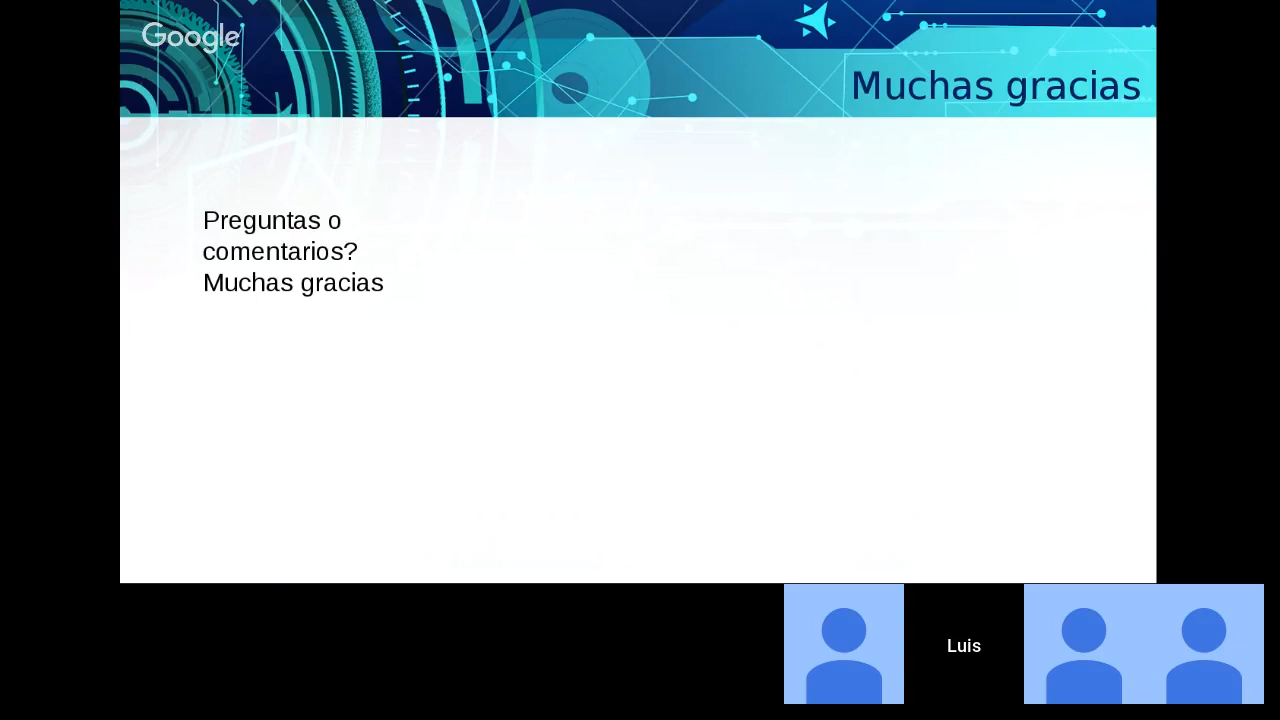 Google
Muchas gracias
Preguntas o
comentarios?
Muchas gracias
Luis